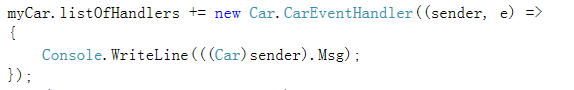 myCar.listOfHandlers += new Car.CarEventHandler((sender, e) =>
{
    Console.WriteLine(((Car)sender).Msg);
});